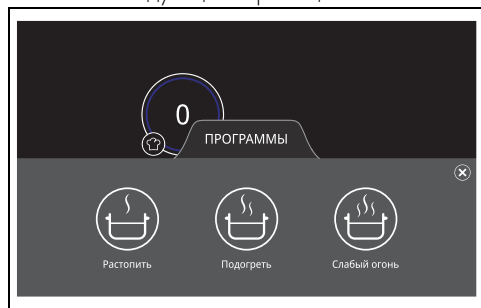 0
ПРОГРАММЫ
Растопить
Подогреть
Слабый огонь